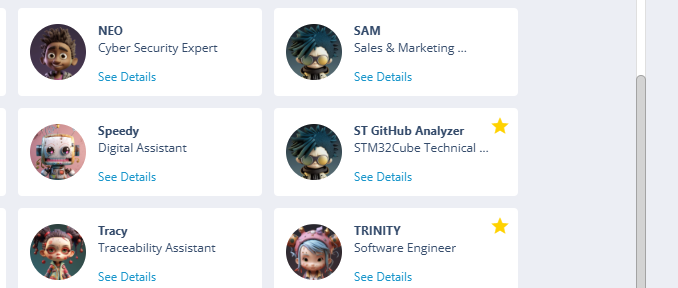 NEO
Cyber Security Expert
See Details
SAM
Sales & Marketing ...
See Details
Speedy
Digital Assistant
See Details
ST GitHub Analyzer
STM32Cube Technical ...
See Details
Tracy
Traceability Assistant
See Details
TRINITY
Software Engineer
See Details